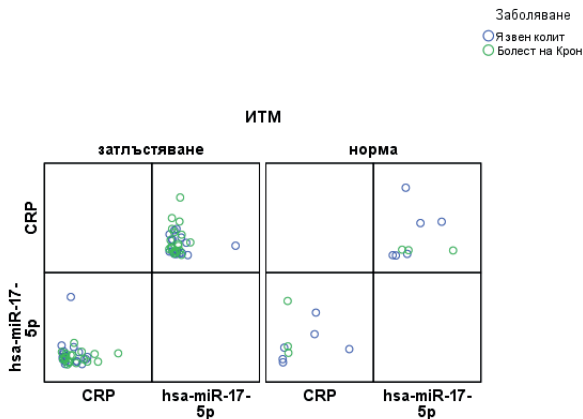 Заболяване
Язвен колит
Болест на Крон
ИТМ
затлъстяване
норма
CRP
hsa-miR-17-
5p
CRP
hsa-miR-17-
5p
CRP
hsa-miR-17-
5p